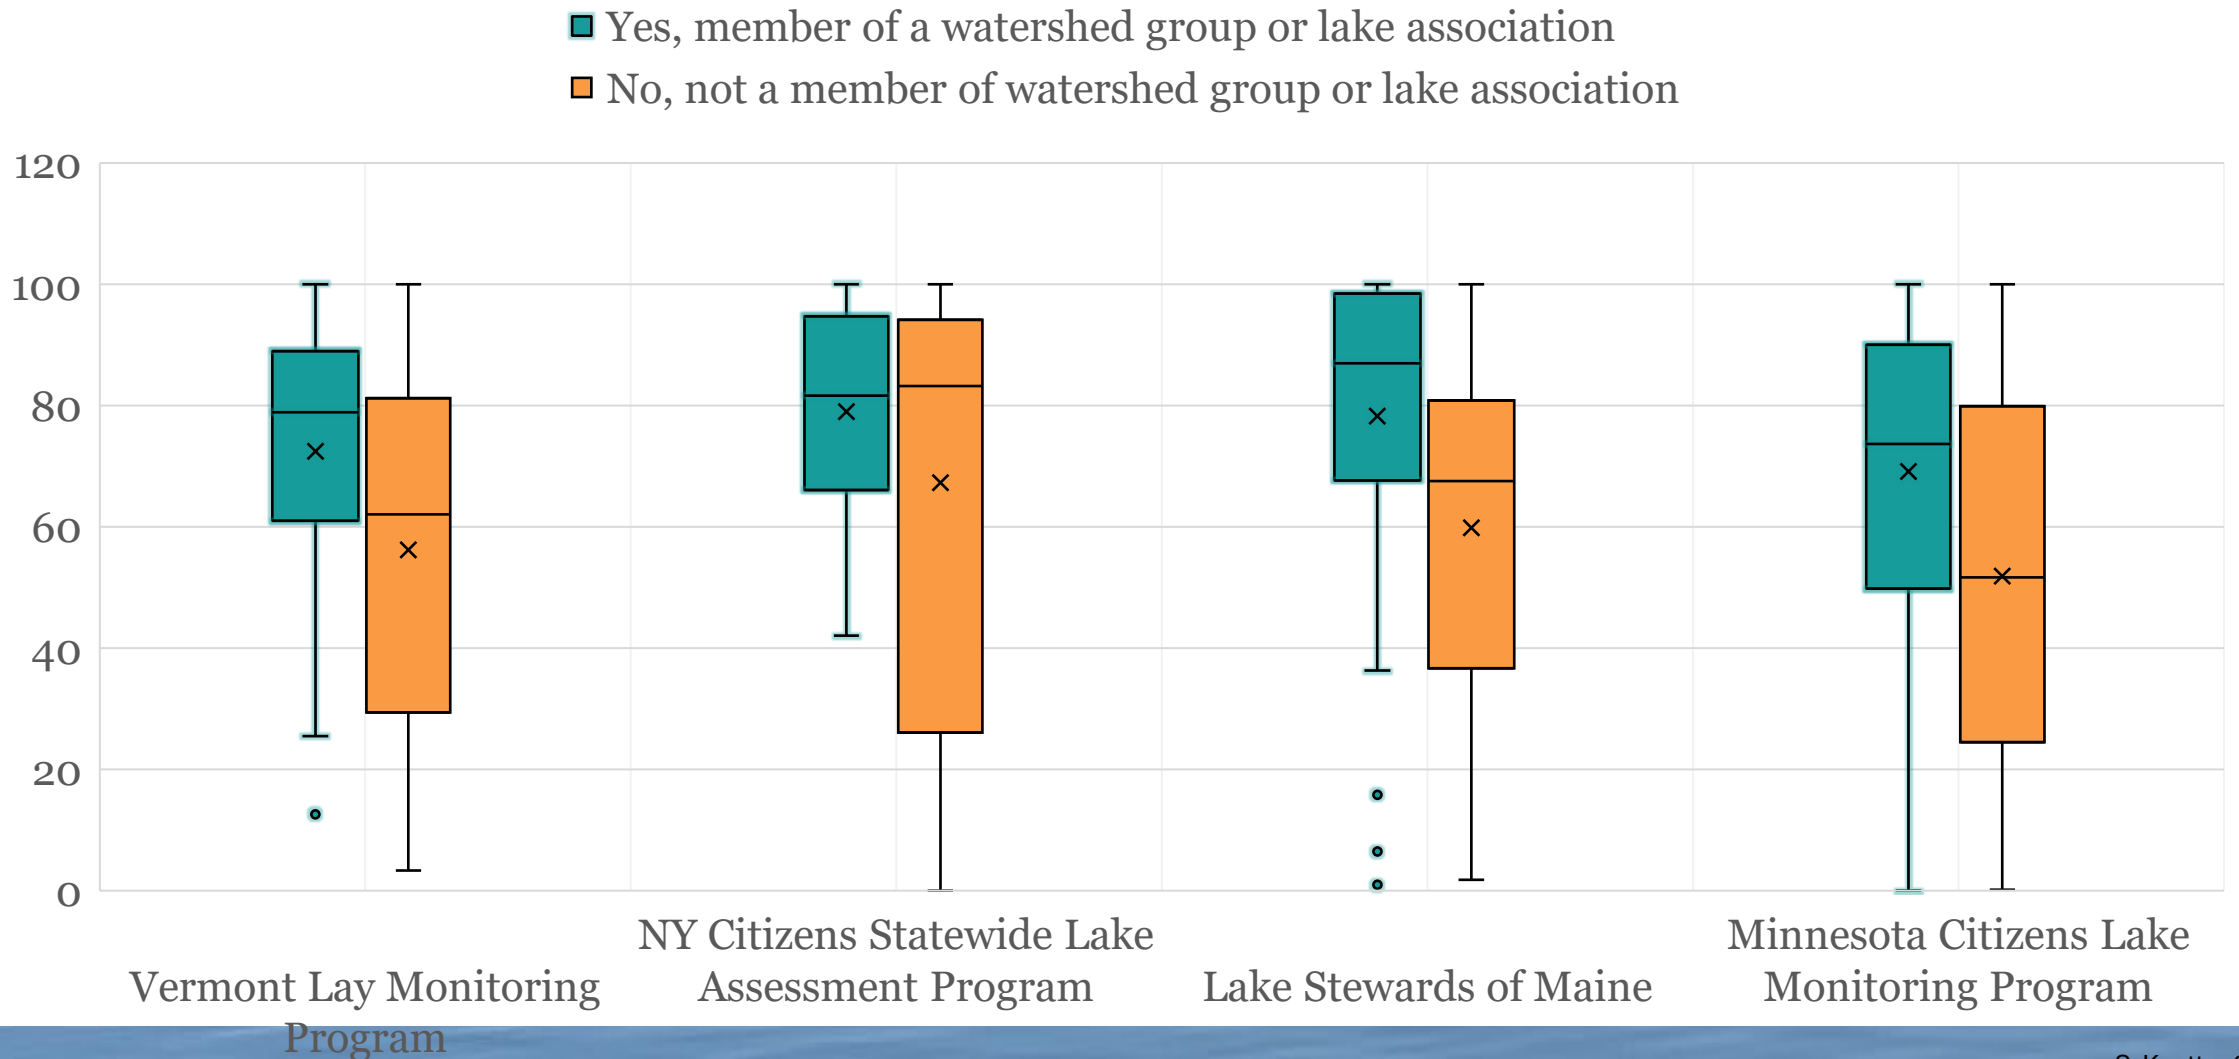 Yes, member of a watershed group or lake association
No, not a member of watershed group or lake association
120
100
80
60
40
20
0
Vermont Lay Monitoring
Program
NY Citizens Statewide Lake
Assessment Program
Lake Stewards of Maine
Minnesota Citizens Lake
Monitoring Program